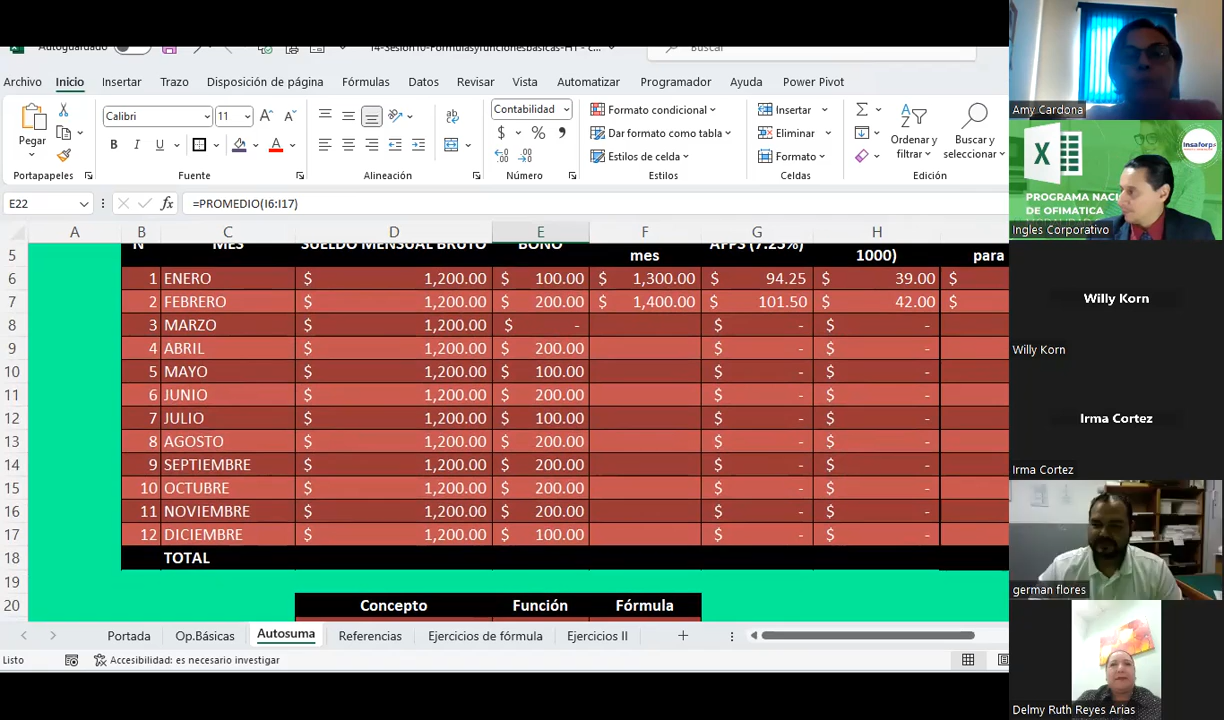 Autoguardado
14-Sesion10-Formulasyfuncionesbasicas-H1 - c...
Buscar
Archivo Inicio Insertar Trazo Disposición de página Fórmulas Datos Revisar Vista Automatizar Programador Ayuda Power Pivot
Pegar
Calibri 11
N K S
Contabilidad
$ % 000
Formato condicional
Dar formato como tabla
Estilos de celda
Insertar
Eliminar
Formato
Ordenar y filtrar
Buscar y seleccionar
Portapapeles Fuente Alineación Número Estilos Celdas Edición
E22 fx =PROMEDIO(I6:I17)
A B C D E F G H
5 N° MES SUELDO MENSUAL BRUTO BONO mes AFPS (7.25%) 1000) para
6 1 ENERO $ 1,200.00 $ 100.00 $ 1,300.00 $ 94.25 $ 39.00 $
7 2 FEBRERO $ 1,200.00 $ 200.00 $ 1,400.00 $ 101.50 $ 42.00 $
8 3 MARZO $ 1,200.00 $ - $ - $ -
9 4 ABRIL $ 1,200.00 $ 200.00 $ - $ -
10 5 MAYO $ 1,200.00 $ 100.00 $ - $ -
11 6 JUNIO $ 1,200.00 $ 200.00 $ - $ -
12 7 JULIO $ 1,200.00 $ 100.00 $ - $ -
13 8 AGOSTO $ 1,200.00 $ 200.00 $ - $ -
14 9 SEPTIEMBRE $ 1,200.00 $ 200.00 $ - $ -
15 10 OCTUBRE $ 1,200.00 $ 200.00 $ - $ -
16 11 NOVIEMBRE $ 1,200.00 $ 200.00 $ - $ -
17 12 DICIEMBRE $ 1,200.00 $ 100.00 $ - $ -
18 TOTAL
19
20 Concepto Función Fórmula
Portada Op.Básicas Autosuma Referencias Ejercicios de fórmula Ejercicios II
Listo Accesibilidad: es necesario investigar
Amy Cardona
insaforp
PROGRAMA NACI
DE OFIMATICA
Ingles Corporativo
Willy Korn
Willy Korn
Irma Cortez
Irma Cortez
german flores
Delmy Ruth Reyes Arias